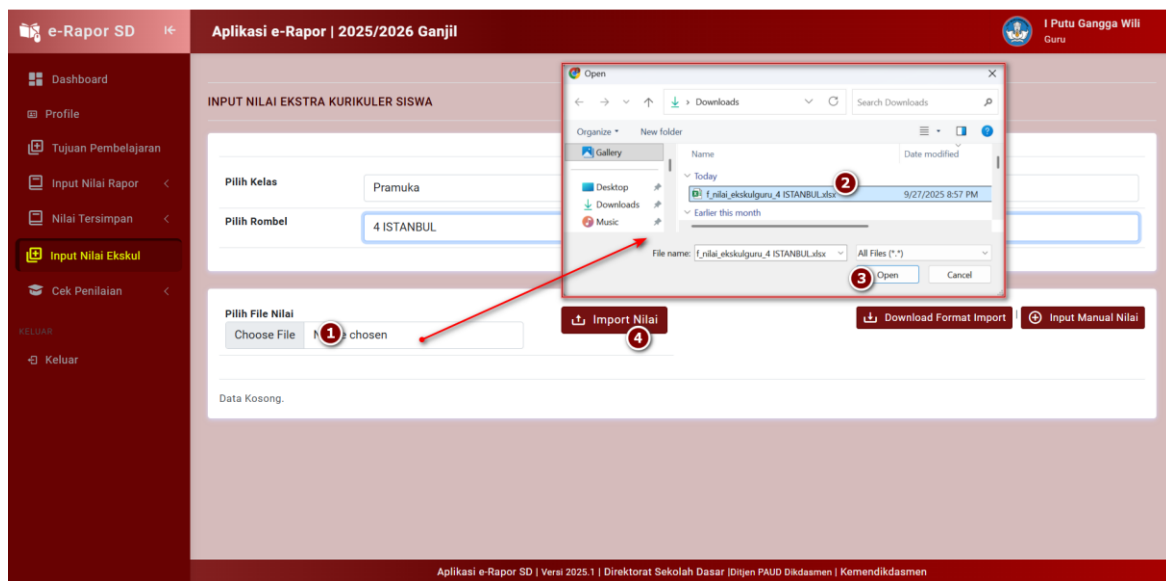 e-Rapor SD
Aplikasi e-Rapor | 2025/2026 Ganjil
I Putu Gangga Wili
Guru
Dashboard
Profile
Tujuan Pembelajaran
Input Nilai Rapor
Nilai Tersimpan
Input Nilai Ekskul
Cek Penilaian
KELUAR
Keluar
INPUT NILAI EKSTRA KURIKULER SISWA
Pilih Kelas
Pramuka
Pilih Rombel
4 ISTANBUL
Open
Downloads
Search Downloads
Organize
New folder
Gallery
Desktop
Downloads
Music
Name
Date modified
Today
2
f_nilai_ekskulguru_4 ISTANBUL.xlsx
9/27/2025 8:57 PM
Earlier this month
File name:
f_nilai_ekskulguru_4 ISTANBUL.xlsx
All Files (*.*)
3
Open
Cancel
Pilih File Nilai
Choose File
1
chosen
Import Nilai
4
Download Format Import
|
Input Manual Nilai
Data Kosong.
Aplikasi e-Rapor SD | Versi 2025.1 | Direktorat Sekolah Dasar |Ditjen PAUD Dikdasmen | Kemendikdasmen